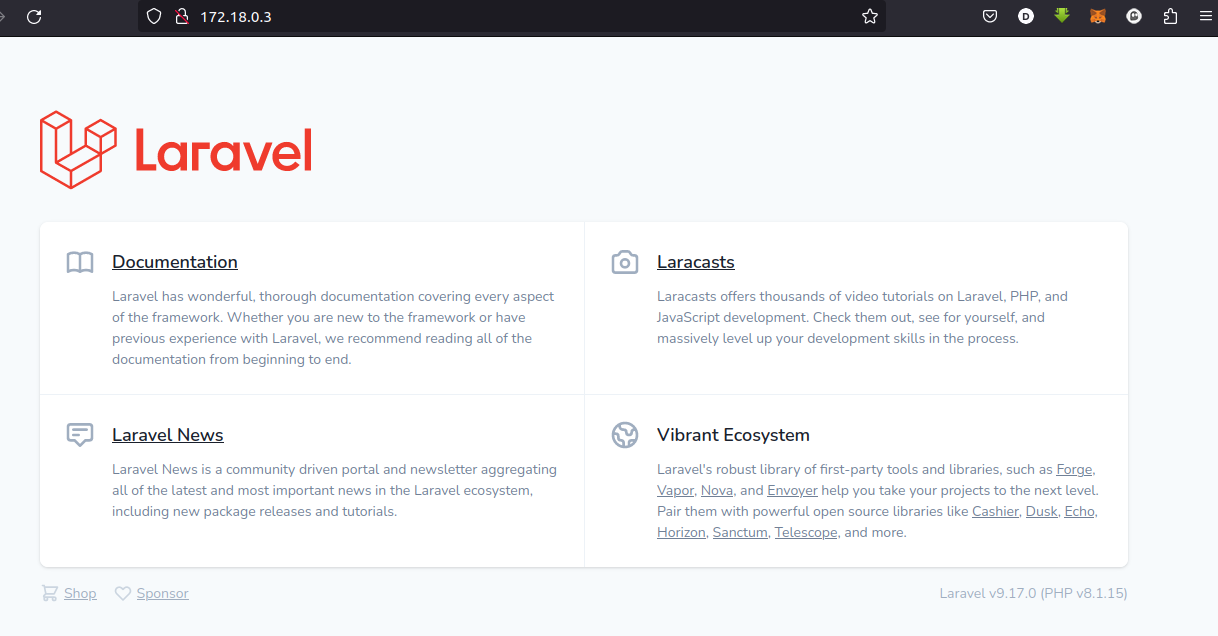 172.18.0.3
D
Laravel
Documentation
Laravel has wonderful, thorough documentation covering every aspect
of the framework. Whether you are new to the framework or have
previous experience with Laravel, we recommend reading all of the
documentation from beginning to end.
Laracasts
Laracasts offers thousands of video tutorials on Laravel, PHP, and
JavaScript development. Check them out, see for yourself, and
massively level up your development skills in the process.
Laravel News
Laravel News is a community driven portal and newsletter aggregating
all of the latest and most important news in the Laravel ecosystem,
including new package releases and tutorials.
Vibrant Ecosystem
Laravel's robust library of first-party tools and libraries, such as Forge,
Vapor, Nova, and Envoyer help you take your projects to the next level.
Pair them with powerful open source libraries like Cashier, Dusk, Echo,
Horizon, Sanctum, Telescope, and more.
Shop
Sponsor
Laravel v9.17.0 (PHP v8.1.15)